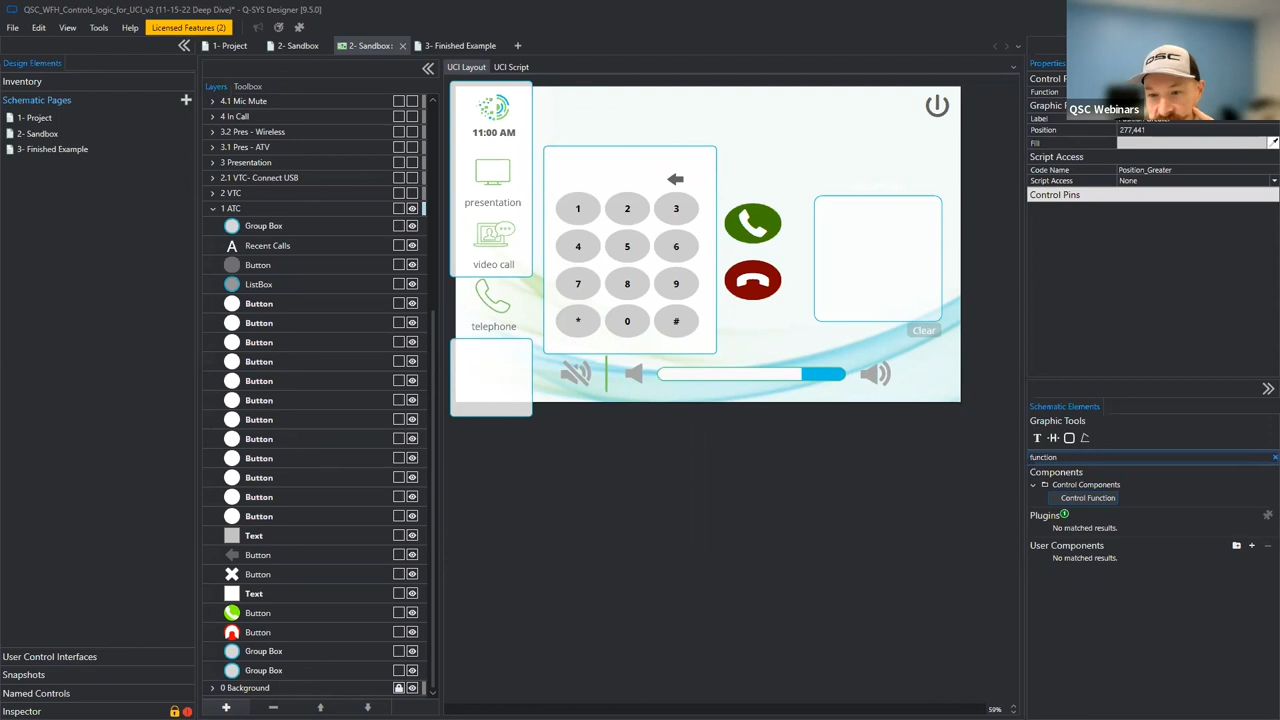 QSC_WFH_Controls_logic_for_UCI_v3 (11-15-22 Deep Dive)* - Q-SYS Designer [9.5.0]
File Edit View Tools Help Licensed Features (2)
1- Project 2- Sandbox 2- Sandbox: 3- Finished Example
Design Elements
Inventory
Schematic Pages
1- Project
2- Sandbox
3- Finished Example
User Control Interfaces
Snapshots
Named Controls
Inspector
Layers Toolbox
4.1 Mic Mute
4 In Call
3.2 Pres - Wireless
3.1 Pres - ATV
3 Presentation
2.1 VTC- Connect USB
2 VTC
1 ATC
Group Box
A Recent Calls
Button
ListBox
Button
Button
Button
Button
Button
Button
Button
Button
Button
Button
Button
Button
Text
Button
Button
Text
Button
Button
Group Box
Group Box
0 Background
UCI Layout UCI Script
11:00 AM
presentation
video call
telephone
1 2 3
4 5 6
7 8 9
* 0 #
Clear
59%
QSC
QSC Webinars
Properties
Control P
Function
Graphic P
Label
Position 277,441
Fill
Script Access
Code Name Position_Greater
Script Access None
Control Pins
Schematic Elements
Graphic Tools
T H
function
Components
Control Components
Control Function
Plugins
No matched results.
User Components
No matched results.